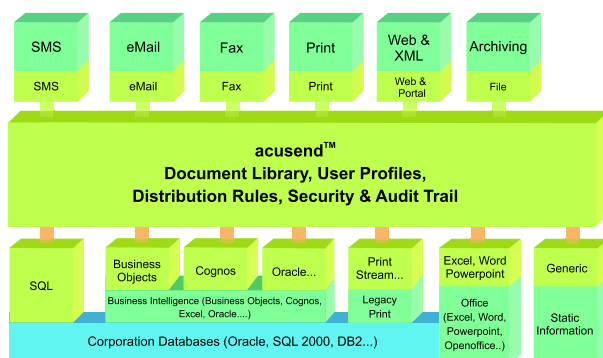 SMS
eMail
Fax
Print
Web &
XML
Archiving
SMS
eMail
Fax
Print
Web &
Portal
File
acusend™
Document Library, User Profiles,
Distribution Rules, Security & Audit Trail
SQL
Business
Objects
Cognos
Oracle...
Print
Stream...
Excel, Word
Powerpoint
Generic
Business Intelligence (Business Objects, Cognos,
Excel, Oracle....)
Legacy
Print
Office
(Excel, Word,
Powerpoint,
Openoffice..)
Static
Information
Corporation Databases (Oracle, SQL 2000, DB2...)